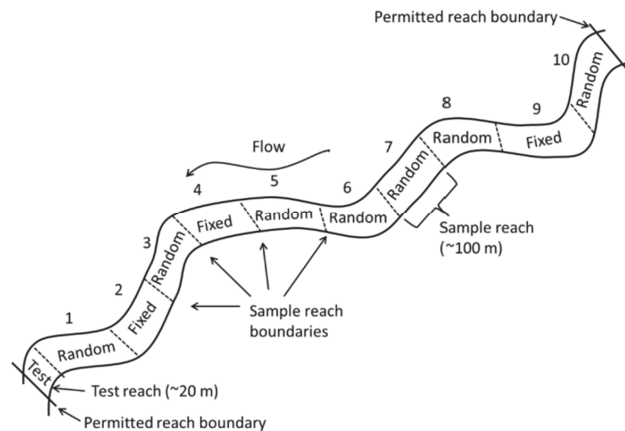 Permitted reach boundary
10
Random
9
Fixed
8
Random
7
Random
Sample reach
(~100 m)
Flow
6
Random
5
Random
4
Fixed
3
Random
2
Fixed
Sample reach
boundaries
1
Random
Test
Test reach (~20 m)
Permitted reach boundary